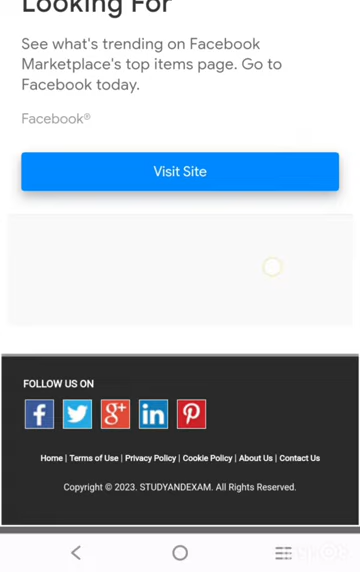 Looking For
See what's trending on Facebook
Marketplace's top items page. Go to
Facebook today.
Facebook®
Visit Site
FOLLOW US ON
f
g+
in
Home | Terms of Use | Privacy Policy | Cookie Policy | About Us | Contact Us
Copyright © 2023. STUDYANDEXAM. All Rights Reserved.